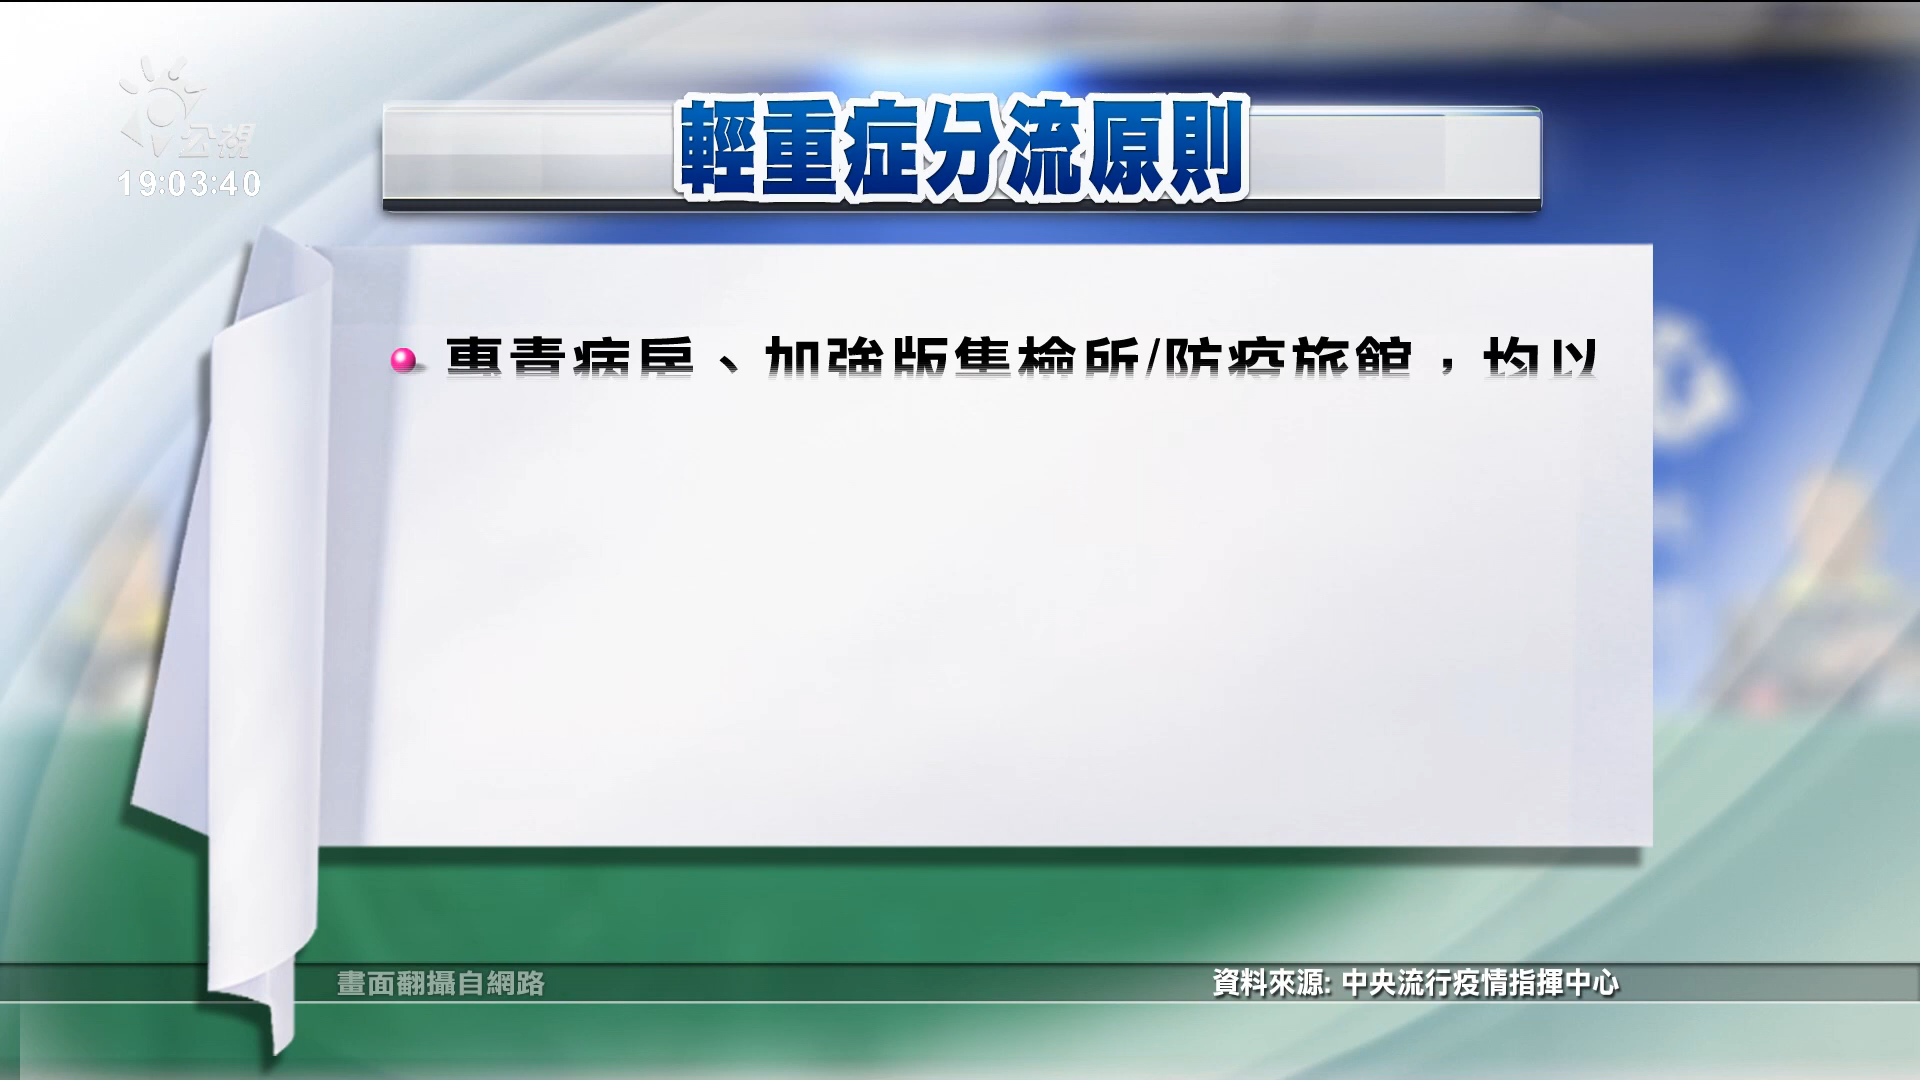 公視
19:03:40
輕重症分流原則
專責病房、加強版集檢所/防疫旅館，均以
畫面翻攝自網路
資料來源: 中央流行疫情指揮中心